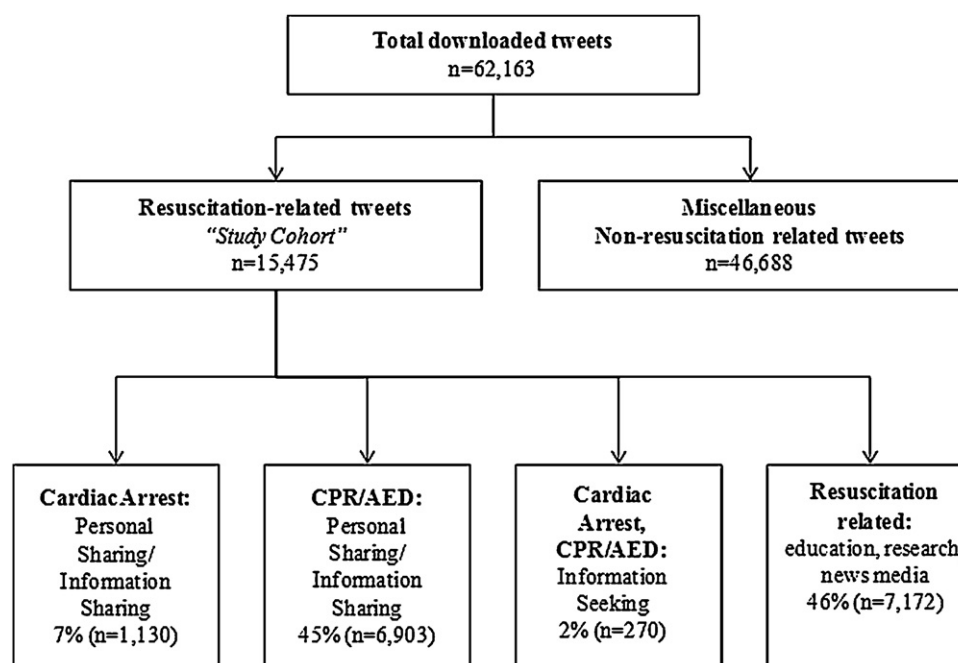 Total downloaded tweets
n=62,163
Resuscitation-related tweets
“Study Cohort”
n=15,475
Miscellaneous
Non-resuscitation related tweets
n=46,688
Cardiac Arrest:
Personal
Sharing/
Information
Sharing
7% (n=1,130)
CPR/AED:
Personal
Sharing/
Information
Sharing
45% (n=6,903)
Cardiac
Arrest,
CPR/AED:
Information
Seeking
2% (n=270)
Resuscitation
related:
education, research
news media
46% (n=7,172)